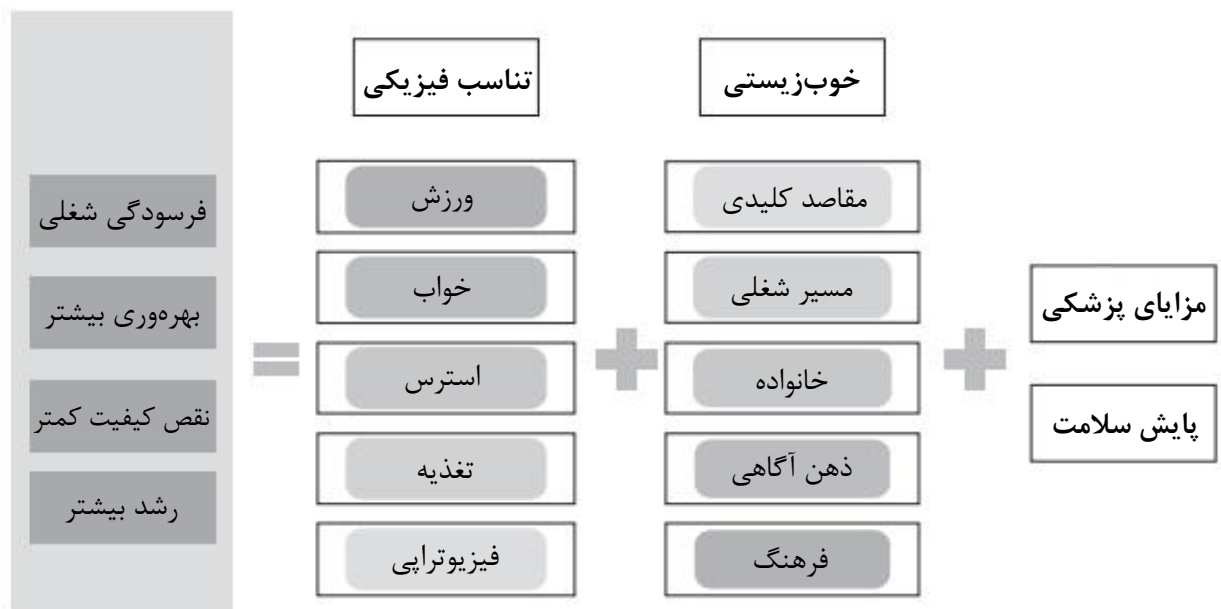 مزایای پزشکی
پایش سلامت
+
خوب‌زیستی
مقاصد کلیدی
مسیر شغلی
خانواده
ذهن آگاهی
فرهنگ
+
تناسب فیزیکی
ورزش
خواب
استرس
تغذیه
فیزیوتراپی
=
فرسودگی شغلی
بهره‌وری بیشتر
نقص کیفیت کمتر
رشد بیشتر